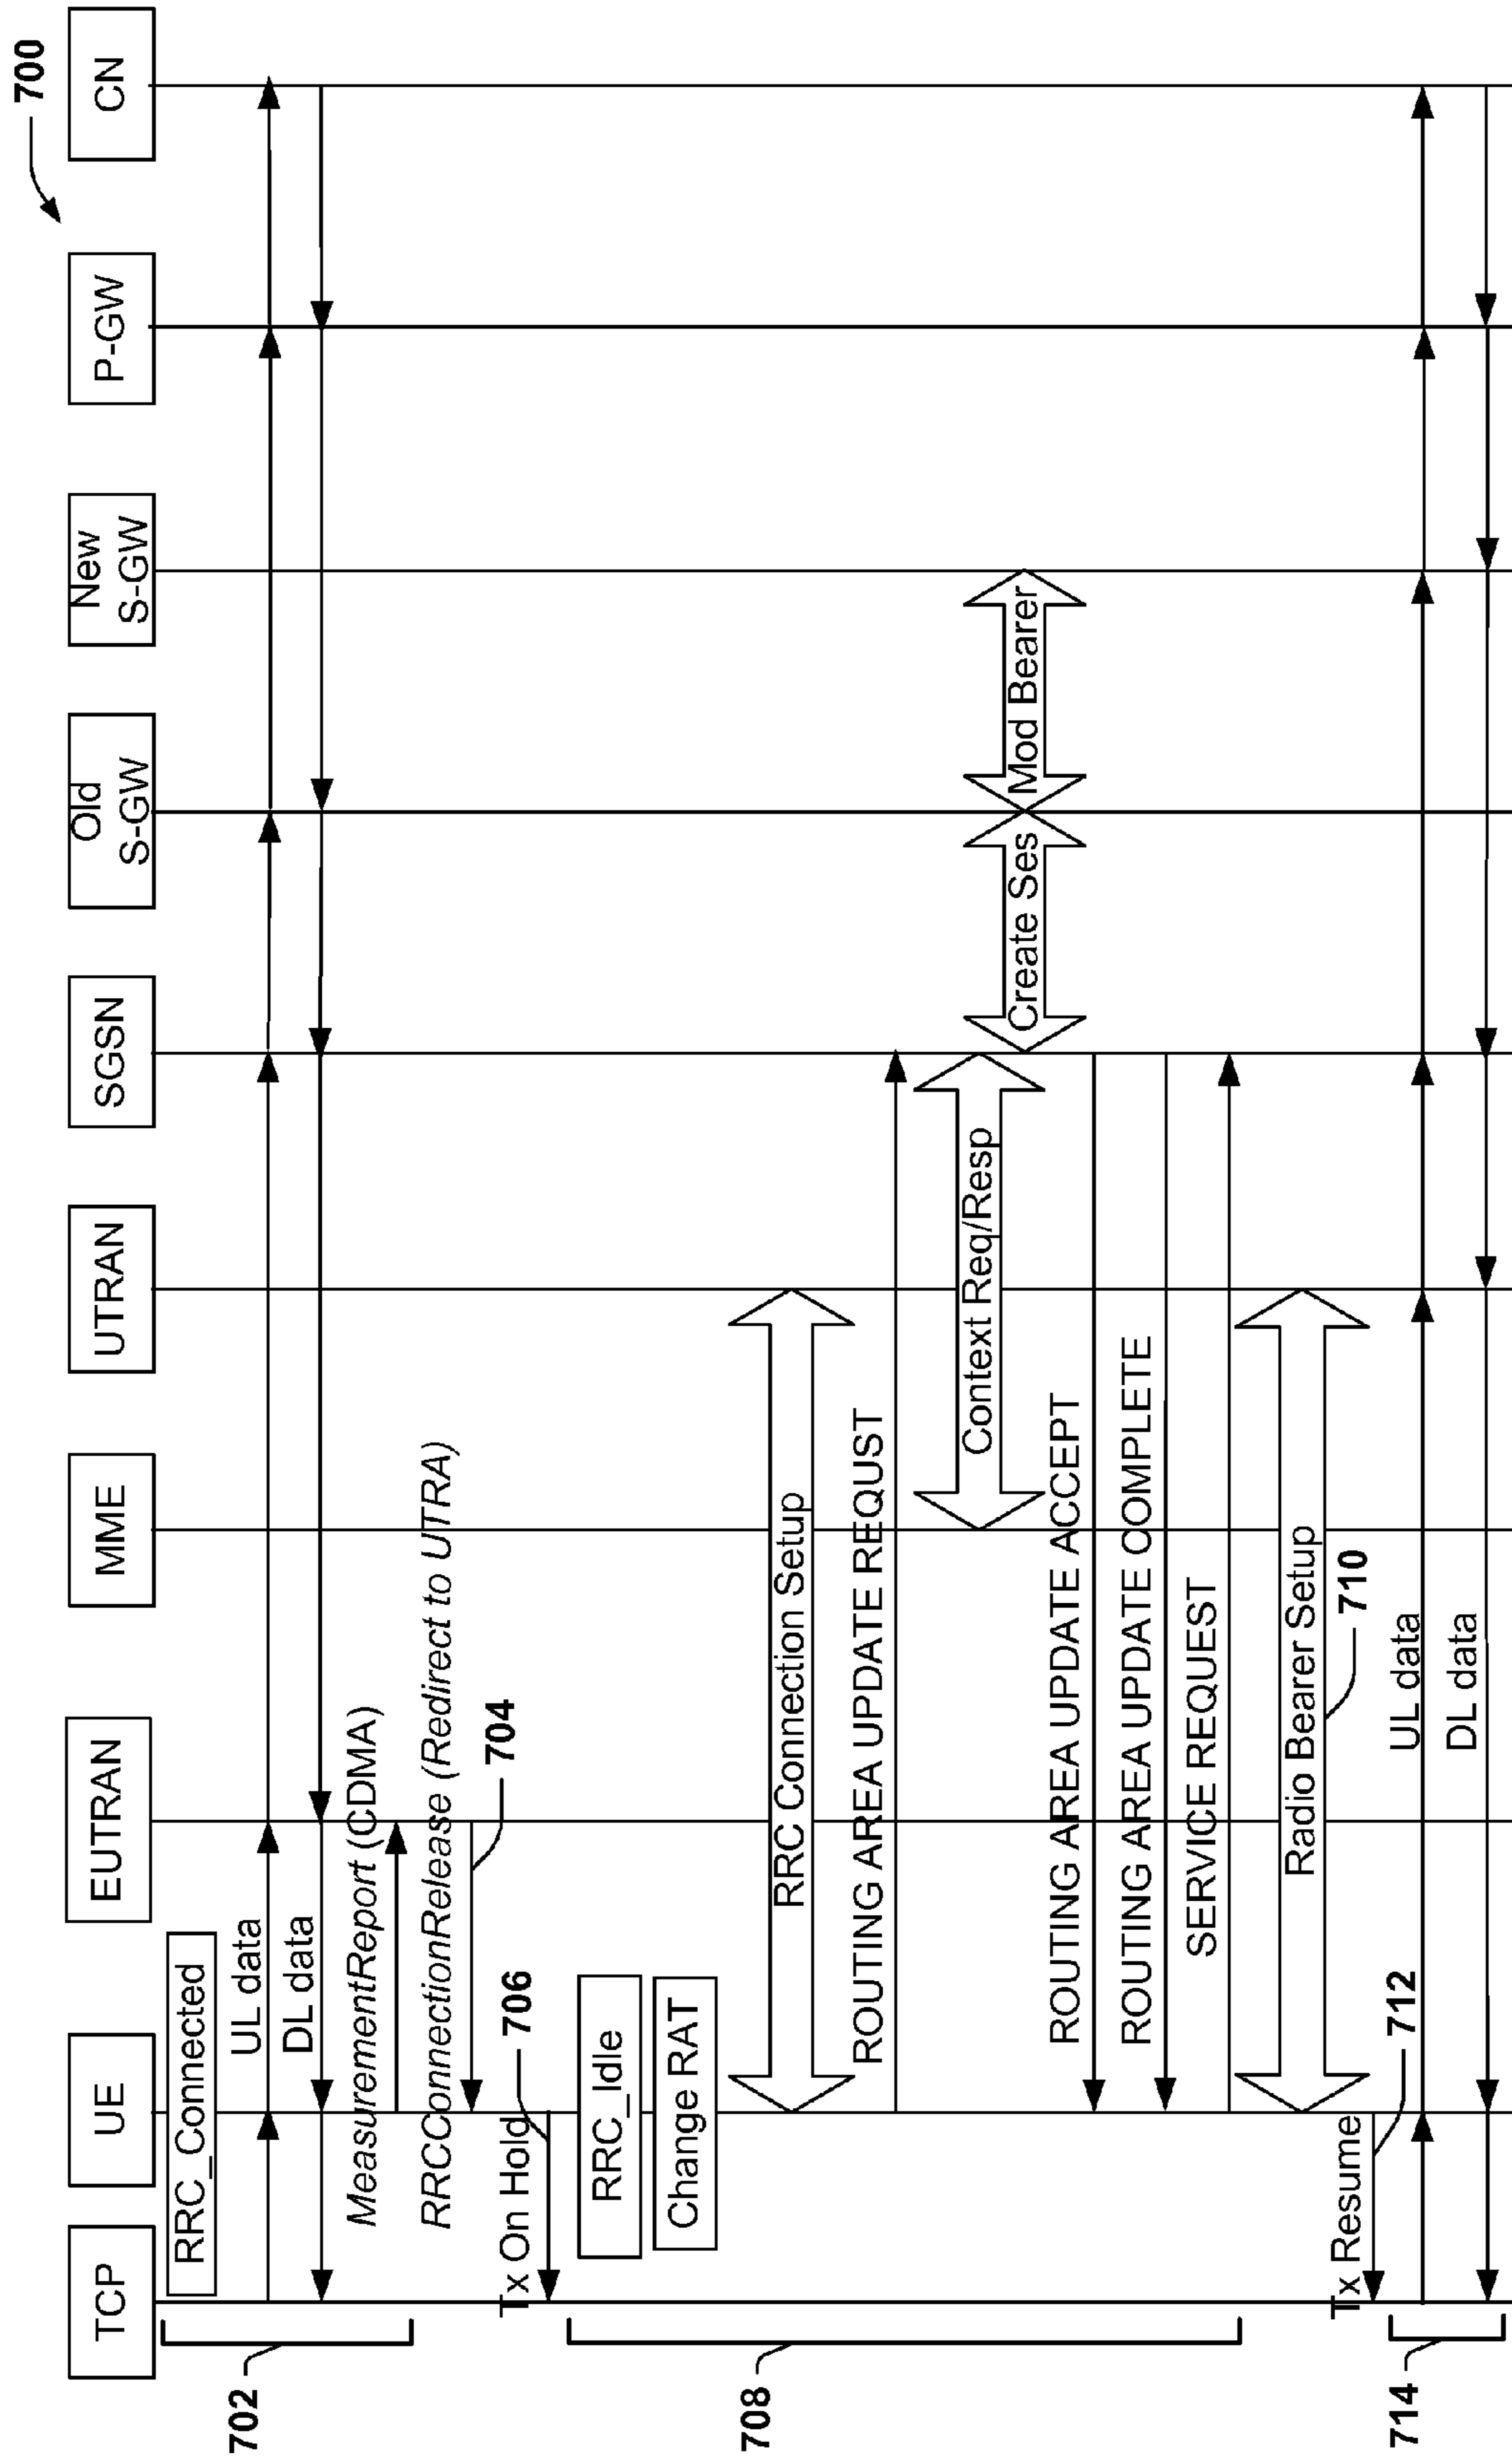 700
TCP
UE
EUTRAN
MME
UTRAN
SGSN
Old
S-GW
New
S-GW
P-GW
CN
RRC_Connected
UL data
DL data
702
MeasurementReport (CDMA)
RRCConnectionRelease (Redirect to UTRA)
704
Tx On Hold
706
RRC_Idle
Change RAT
708
RRC Connection Setup
ROUTING AREA UPDATE REQUST
Context Req/Resp
Create Ses
Mod Bearer
ROUTING AREA UPDATE ACCEPT
ROUTING AREA UPDATE COMPLETE
SERVICE REQUEST
Radio Bearer Setup
710
Tx Resume
712
UL data
DL data
714